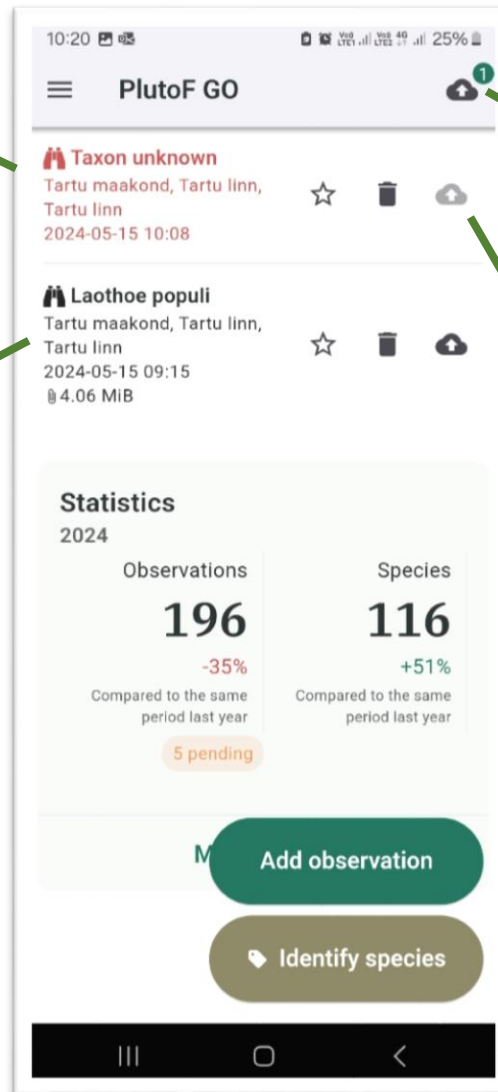 10:20 25%
PlutoF GO 1
Taxon unknown
Tartu maakond, Tartu linn,
Tartu linn
2024-05-15 10:08
Laothoe populi
Tartu maakond, Tartu linn,
Tartu linn
2024-05-15 09:15
4.06 MiB
Statistics
2024
Observations Species
196 116
-35% +51%
Compared to the same Compared to the same
period last year period last year
5 pending
Add observation
Identify species